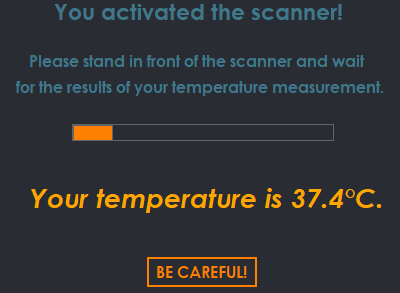 You activated the scanner!
Please stand in front of the scanner and wait
for the results of your temperature measurement.
Your temperature is 37.4°C.
BE CAREFUL!